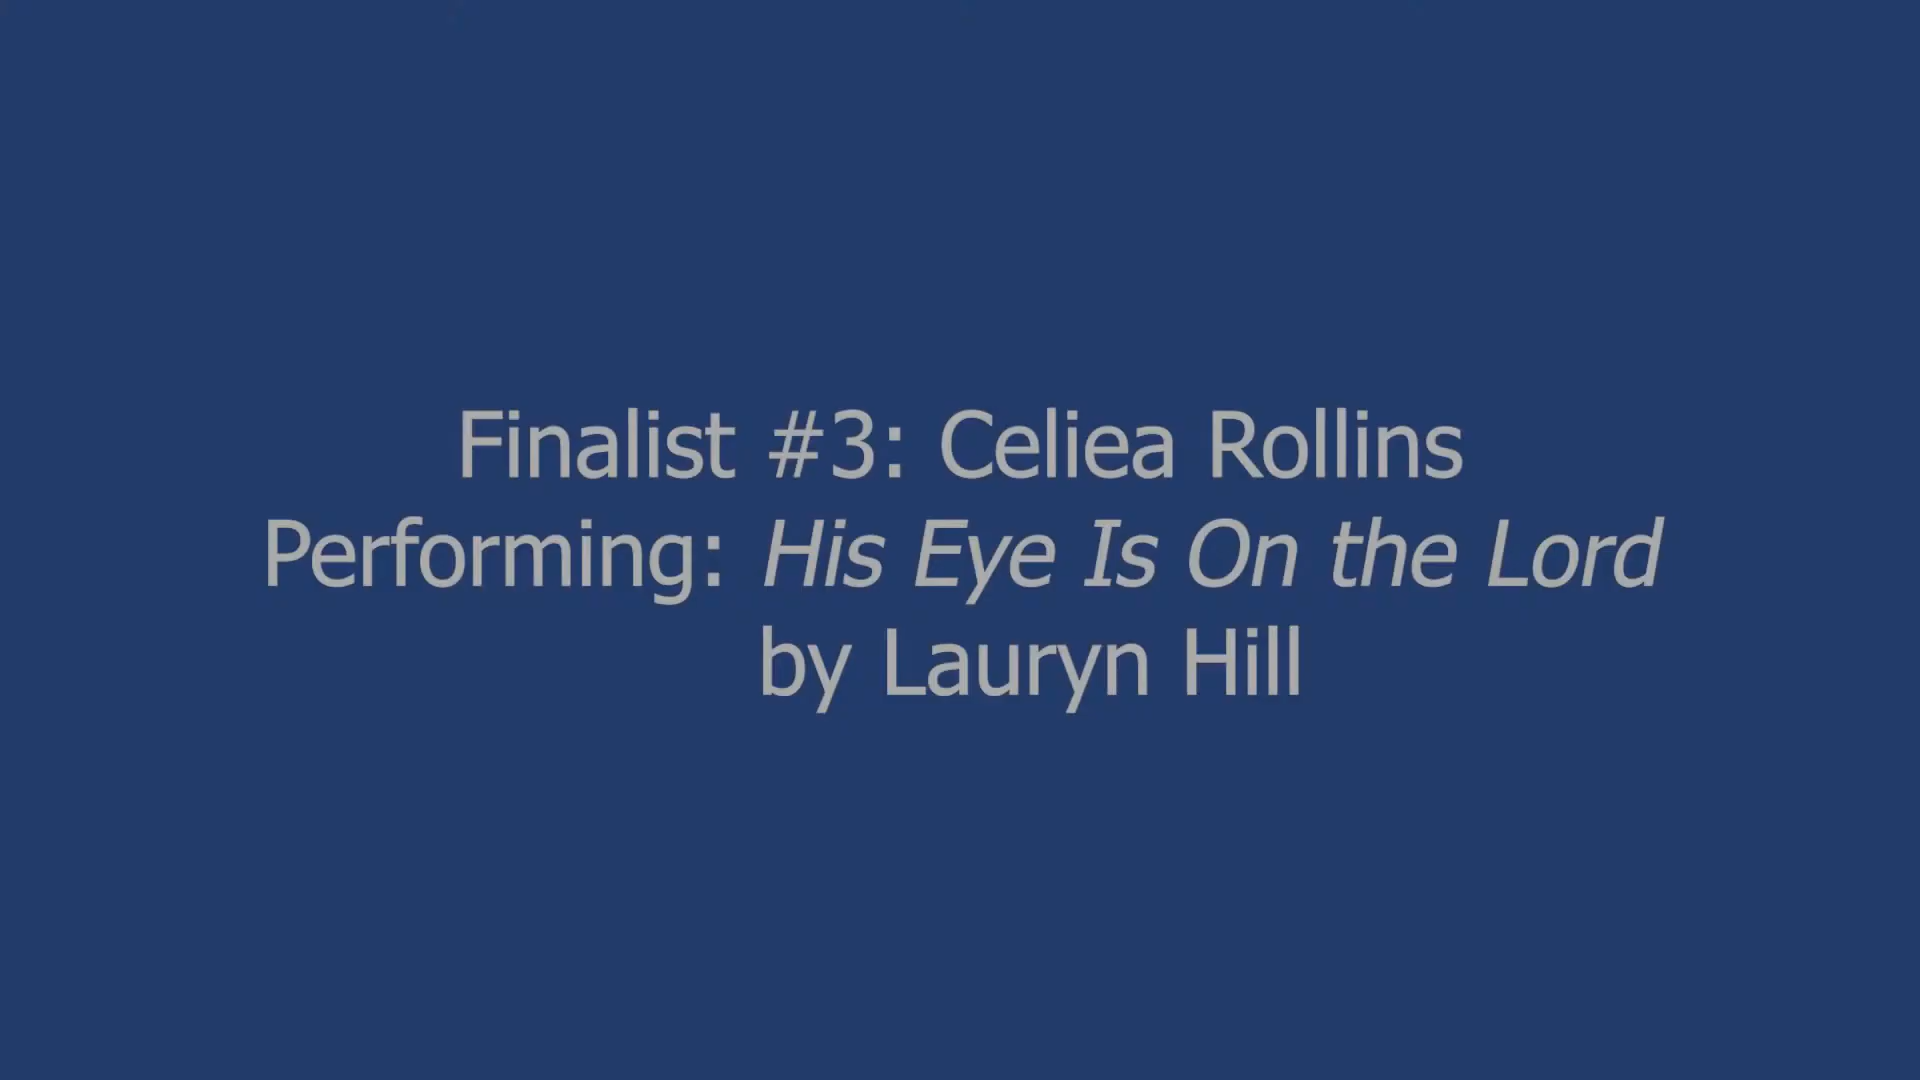 Finalist #3: Celiea Rollins
Performing: His Eye Is On the Lord
by Lauryn Hill